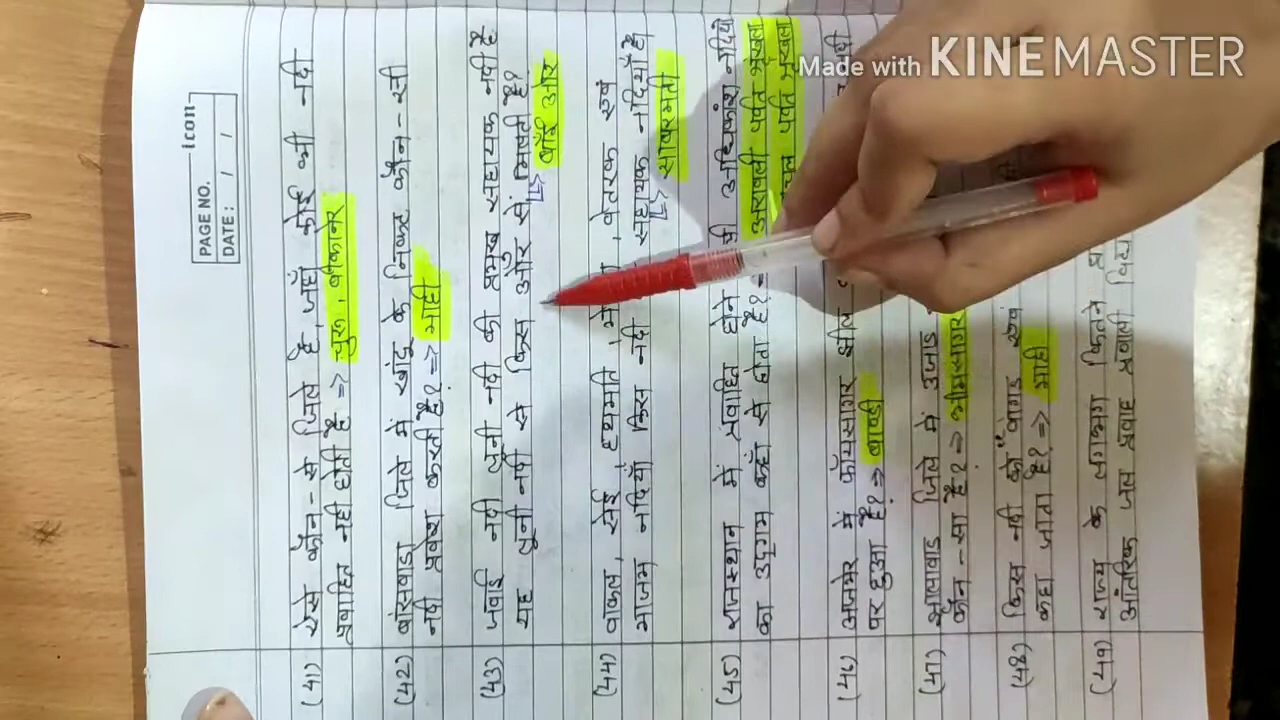 Made with KINEMASTER
icon
PAGE NO.
DATE: / /
(41) ऐसे कौन-से जिले है, जहाँ कोई भी नदी
प्रवाहित नही होती है => चुरू, बीकानेर
(42) बांसवाडा जिले में खांदू के निकट कौन-सी
नदी प्रवेश करती है? => माही
(43) जवाई नदी लूनी नदी की प्रमुख सहायक नदी है
यह लूनी नदी से किस ओर से मिलती है?
↳ बाँई ओर
(44) वाकल, सेई, हथमति, वेतरक एवं
माजम नदियाँ किस नदी सहायक नदियाँ है।
↳ साबरमती
(45) राजस्थान में प्रवाहित होने अधिकांश नदियो
का उद्गम कहाँ से होता है? = अरावली पर्वत श्रृंखला
पर्वत श्रृंखला
(46) अजमेर में फॉयसागर झील
पर हुआ है? => बाण्डी
(47) झालावाड जिले में उजाड
कौन-सा है? => भीमसागर
(48) किस नदी को वागड एवं
कहा जाता है? => माही
(49) राज्य के लगभग कितने
आंतरिक जल प्रवाह प्रणाली